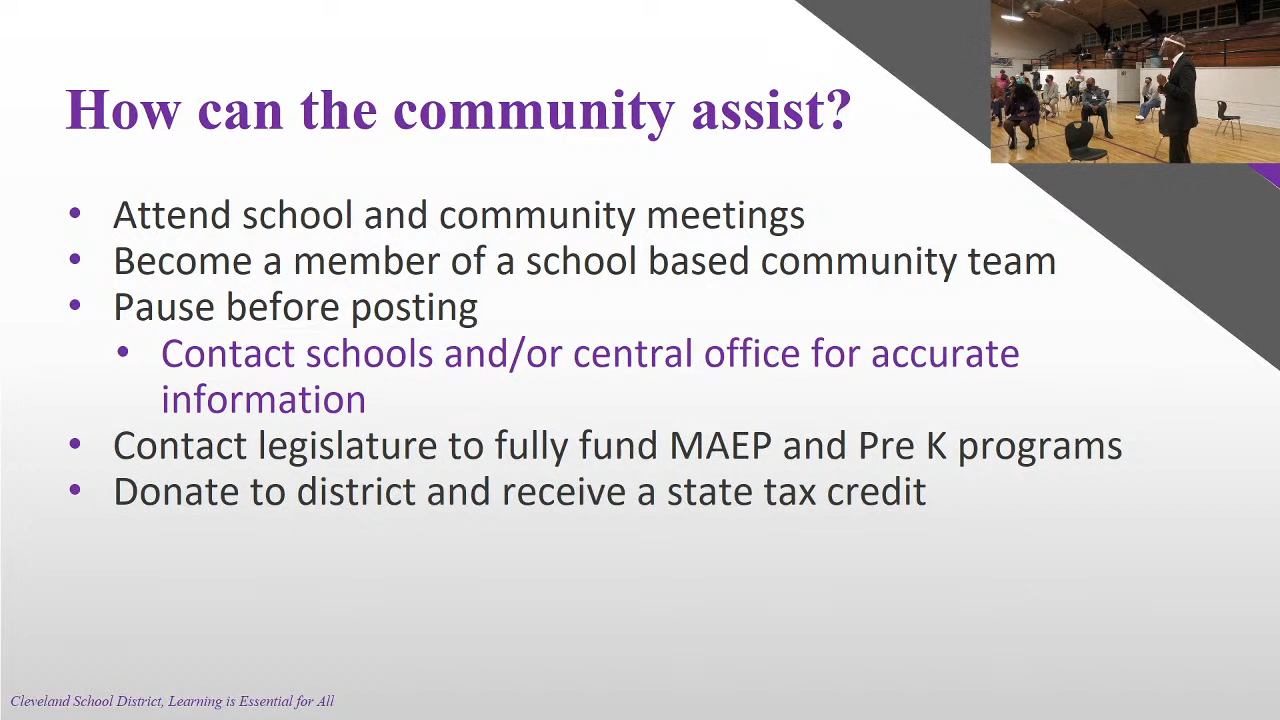 How can the community assist?
• Attend school and community meetings
• Become a member of a school based community team
• Pause before posting
• Contact schools and/or central office for accurate
information
• Contact legislature to fully fund MAEP and Pre K programs
• Donate to district and receive a state tax credit
Cleveland School District, Learning is Essential for All